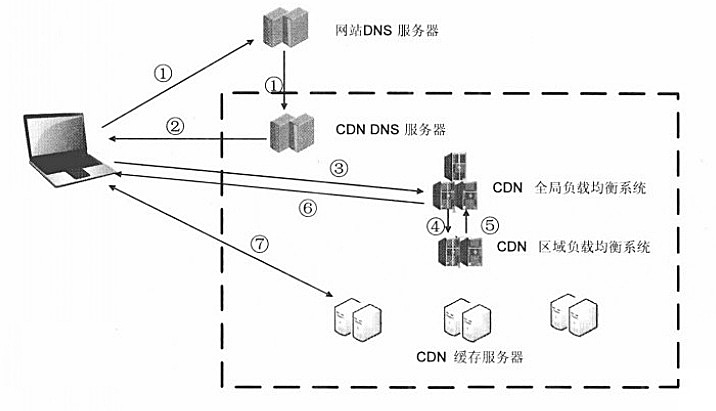 网站DNS 服务器
①
①
CDN DNS 服务器
②
③
CDN 全局负载均衡系统
⑥
④
⑤
CDN 区域负载均衡系统
⑦
CDN 缓存服务器